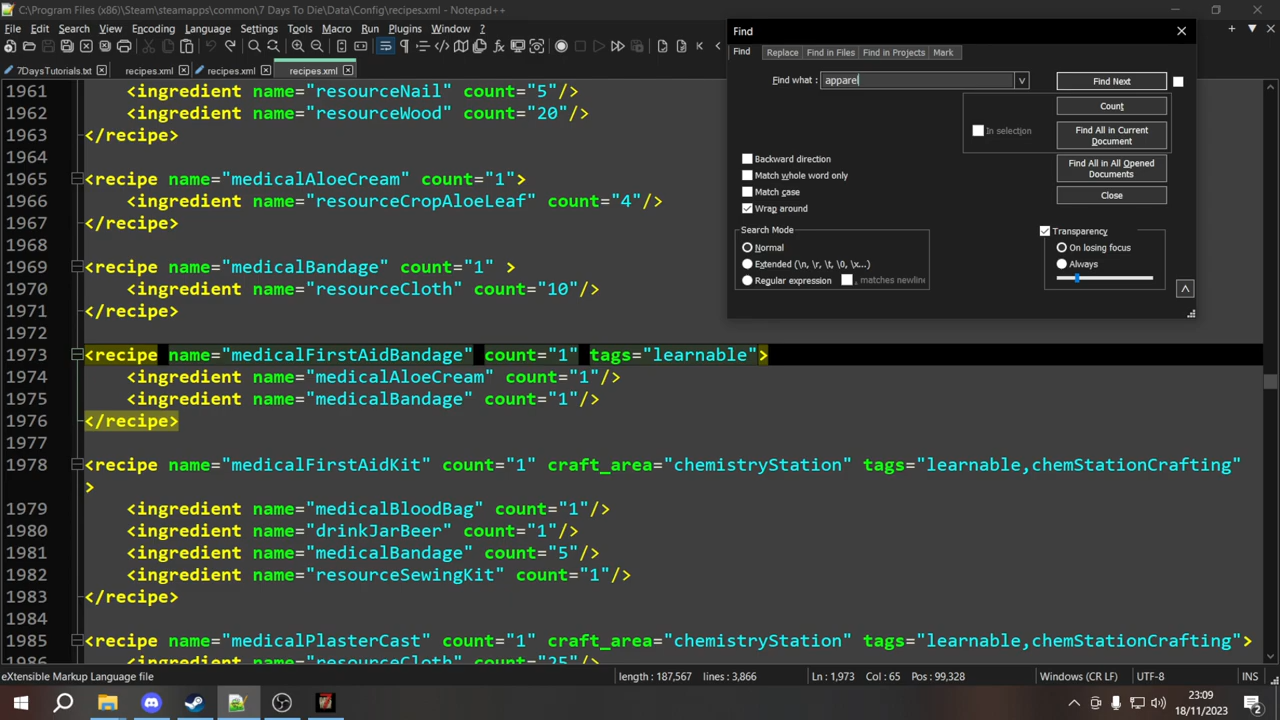 C:\Program Files (x86)\Steam\steamapps\common\7 Days To Die\Data\Config\recipes.xml - Notepad++
File Edit Search View Encoding Language Settings Tools Macro Run Plugins Window ?
7DaysTutorials.txt recipes.xml recipes.xml recipes.xml
1961 <ingredient name="resourceNail" count="5"/>
1962 <ingredient name="resourceWood" count="20"/>
1963 </recipe>
1964
1965 <recipe name="medicalAloeCream" count="1">
1966 <ingredient name="resourceCropAloeLeaf" count="4"/>
1967 </recipe>
1968
1969 <recipe name="medicalBandage" count="1" >
1970 <ingredient name="resourceCloth" count="10"/>
1971 </recipe>
1972
1973 <recipe name="medicalFirstAidBandage" count="1" tags="learnable">
1974 <ingredient name="medicalAloeCream" count="1"/>
1975 <ingredient name="medicalBandage" count="1"/>
1976 </recipe>
1977
1978 <recipe name="medicalFirstAidKit" count="1" craft_area="chemistryStation" tags="learnable,chemStationCrafting"
>
1979 <ingredient name="medicalBloodBag" count="1"/>
1980 <ingredient name="drinkJarBeer" count="1"/>
1981 <ingredient name="medicalBandage" count="5"/>
1982 <ingredient name="resourceSewingKit" count="1"/>
1983 </recipe>
1984
1985 <recipe name="medicalPlasterCast" count="1" craft_area="chemistryStation" tags="learnable,chemStationCrafting">
1986 <ingredient name="resourceCloth" count="25"/>
Find
Find Replace Find in Files Find in Projects Mark
Find what : apparel
Find Next
Count
In selection
Find All in Current
Document
Find All in All Opened
Documents
Close
Backward direction
Match whole word only
Match case
Wrap around
Search Mode
Normal
Extended (\n, \r, \t, \0, \x...)
Regular expression . matches newline
Transparency
On losing focus
Always
eXtensible Markup Language file length : 187,567 lines : 3,866 Ln : 1,973 Col : 65 Pos : 99,328 Windows (CR LF) UTF-8 INS
23:09
18/11/2023
2